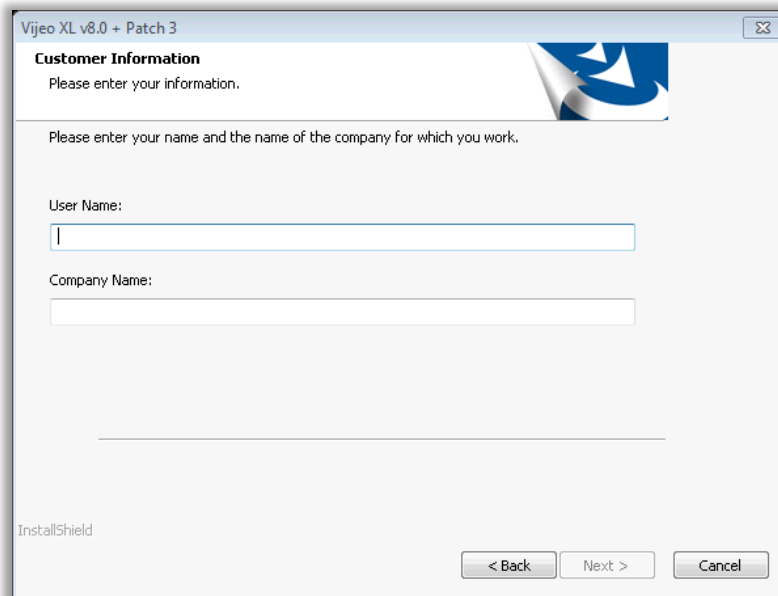 Vijeo XL v8.0 + Patch 3
Customer Information
Please enter your information.
Please enter your name and the name of the company for which you work.
User Name:
Company Name:
InstallShield
< Back Next > Cancel